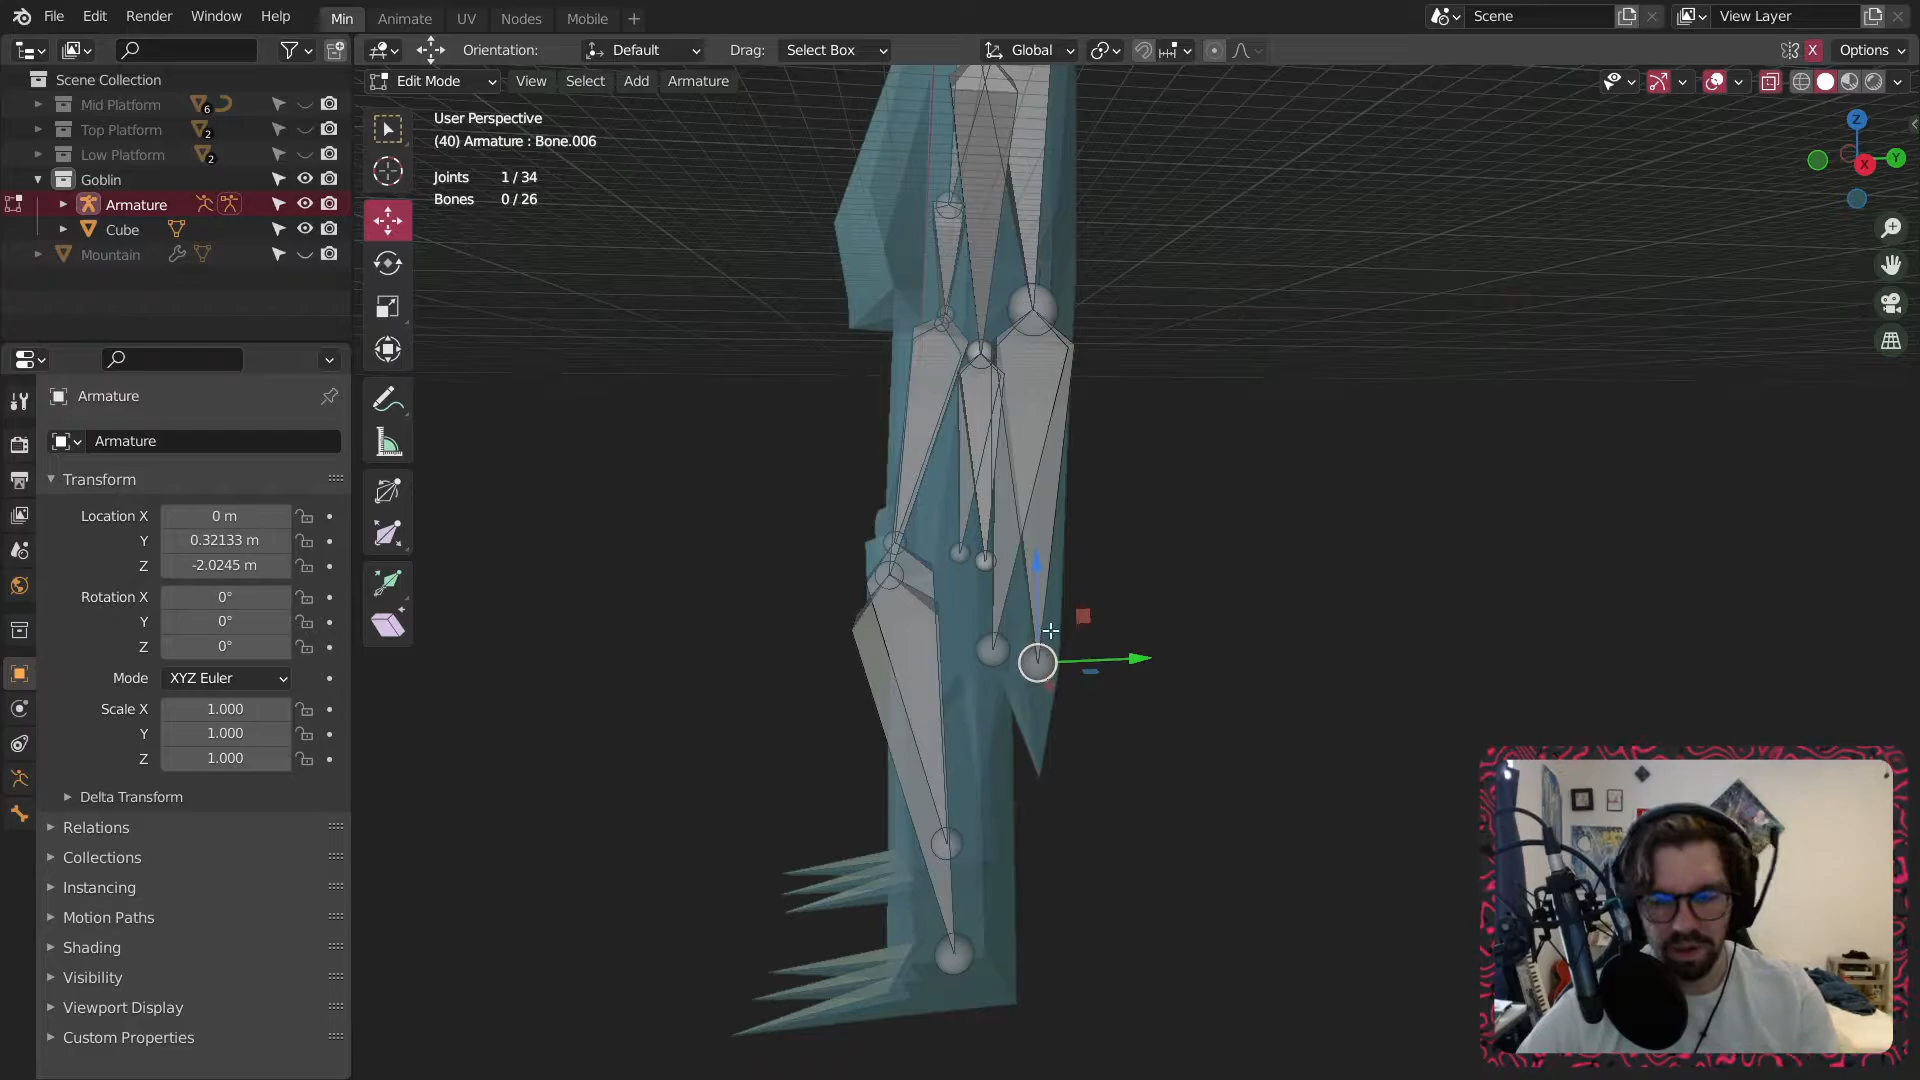 File Edit Render Window Help Min Animate UV Nodes Mobile + Scene View Layer
Orientation: Default Drag: Select Box Global X Options
Scene Collection
Mid Platform 6
Top Platform 2
Low Platform 2
Goblin
Armature
Cube
Mountain
Armature
Armature
Transform
Location X 0 m
Y 0.32133 m
Z -2.0245 m
Rotation X 0°
Y 0°
Z 0°
Mode XYZ Euler
Scale X 1.000
Y 1.000
Z 1.000
Delta Transform
Relations
Collections
Instancing
Motion Paths
Shading
Visibility
Viewport Display
Custom Properties
Edit Mode View Select Add Armature
User Perspective
(40) Armature : Bone.006
Joints 1 / 34
Bones 0 / 26
Z
Y
X